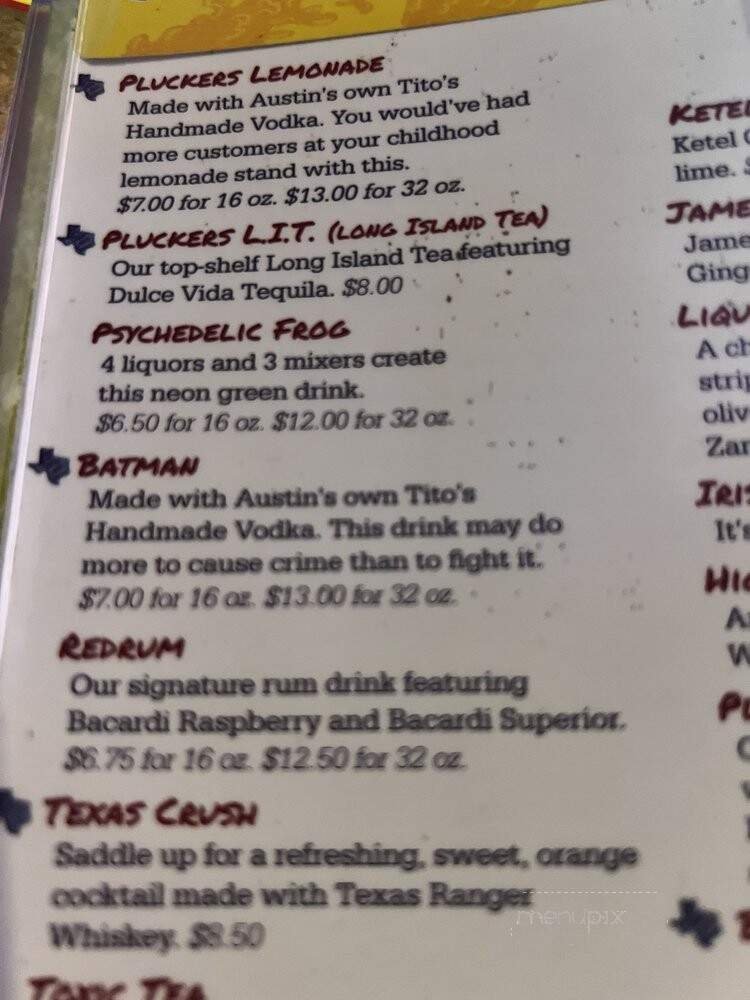 PLUCKERS LEMONADE
Made with Austin's own Tito's
Handmade Vodka. You would've had
more customers at your childhood
lemonade stand with this.
$7.00 for 16 oz. $13.00 for 32 oz.
PLUCKERS L.I.T. (LONG ISLAND TEA)
Our top-shelf Long Island Tea featuring
Dulce Vida Tequila. $8.00
PSYCHEDELIC FROG
4 liquors and 3 mixers create
this neon green drink.
$6.50 for 16 oz. $12.00 for 32 oz.
BATMAN
Made with Austin's own Tito's
Handmade Vodka. This drink may do
more to cause crime than to fight it.
$7.00 for 16 oz. $13.00 for 32 oz.
REDRUM
Our signature rum drink featuring
Bacardi Raspberry and Bacardi Superior.
$6.75 for 16 oz. $12.50 for 32 oz.
TEXAS CRUSH
Saddle up for a refreshing, sweet, orange
cocktail made with Texas Ranger
Whiskey. $8.50
TOXIC TEA
Ketel
lime.
Jame
Ging
A ch
strip
oliv
Zar
It's
menupix